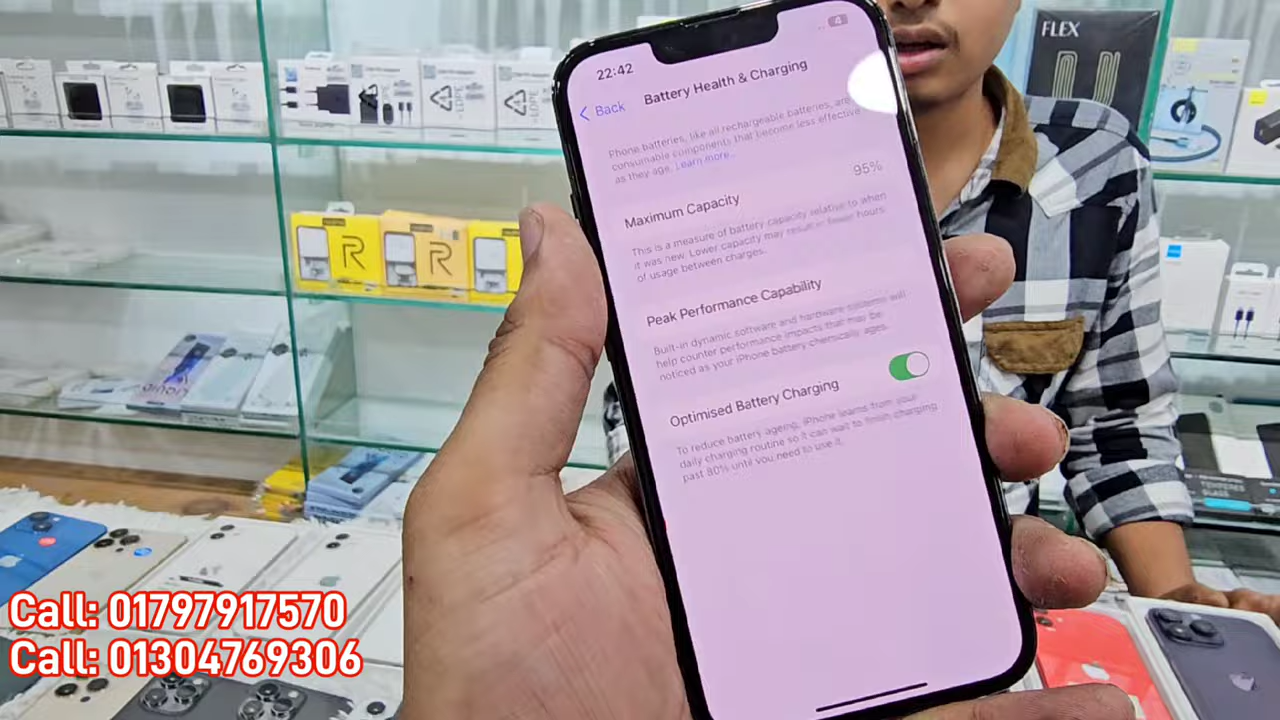 FLEX
22:42
Back
Battery Health & Charging
Phone batteries, like all rechargeable batteries, are
consumable components that become less effective
as they age. Learn more...
Maximum Capacity
95%
This is a measure of battery capacity relative to when
it was new. Lower capacity may result in fewer hours
of usage between charges.
Peak Performance Capability
Built-in dynamic software and hardware systems will
help counter performance impacts that may be
noticed as your iPhone battery chemically ages.
Optimised Battery Charging
To reduce battery ageing, iPhone learns from your
daily charging routine so it can wait to finish charging
past 80% until you need to use it.
R
R
Call: 01797917570
Call: 01304769306